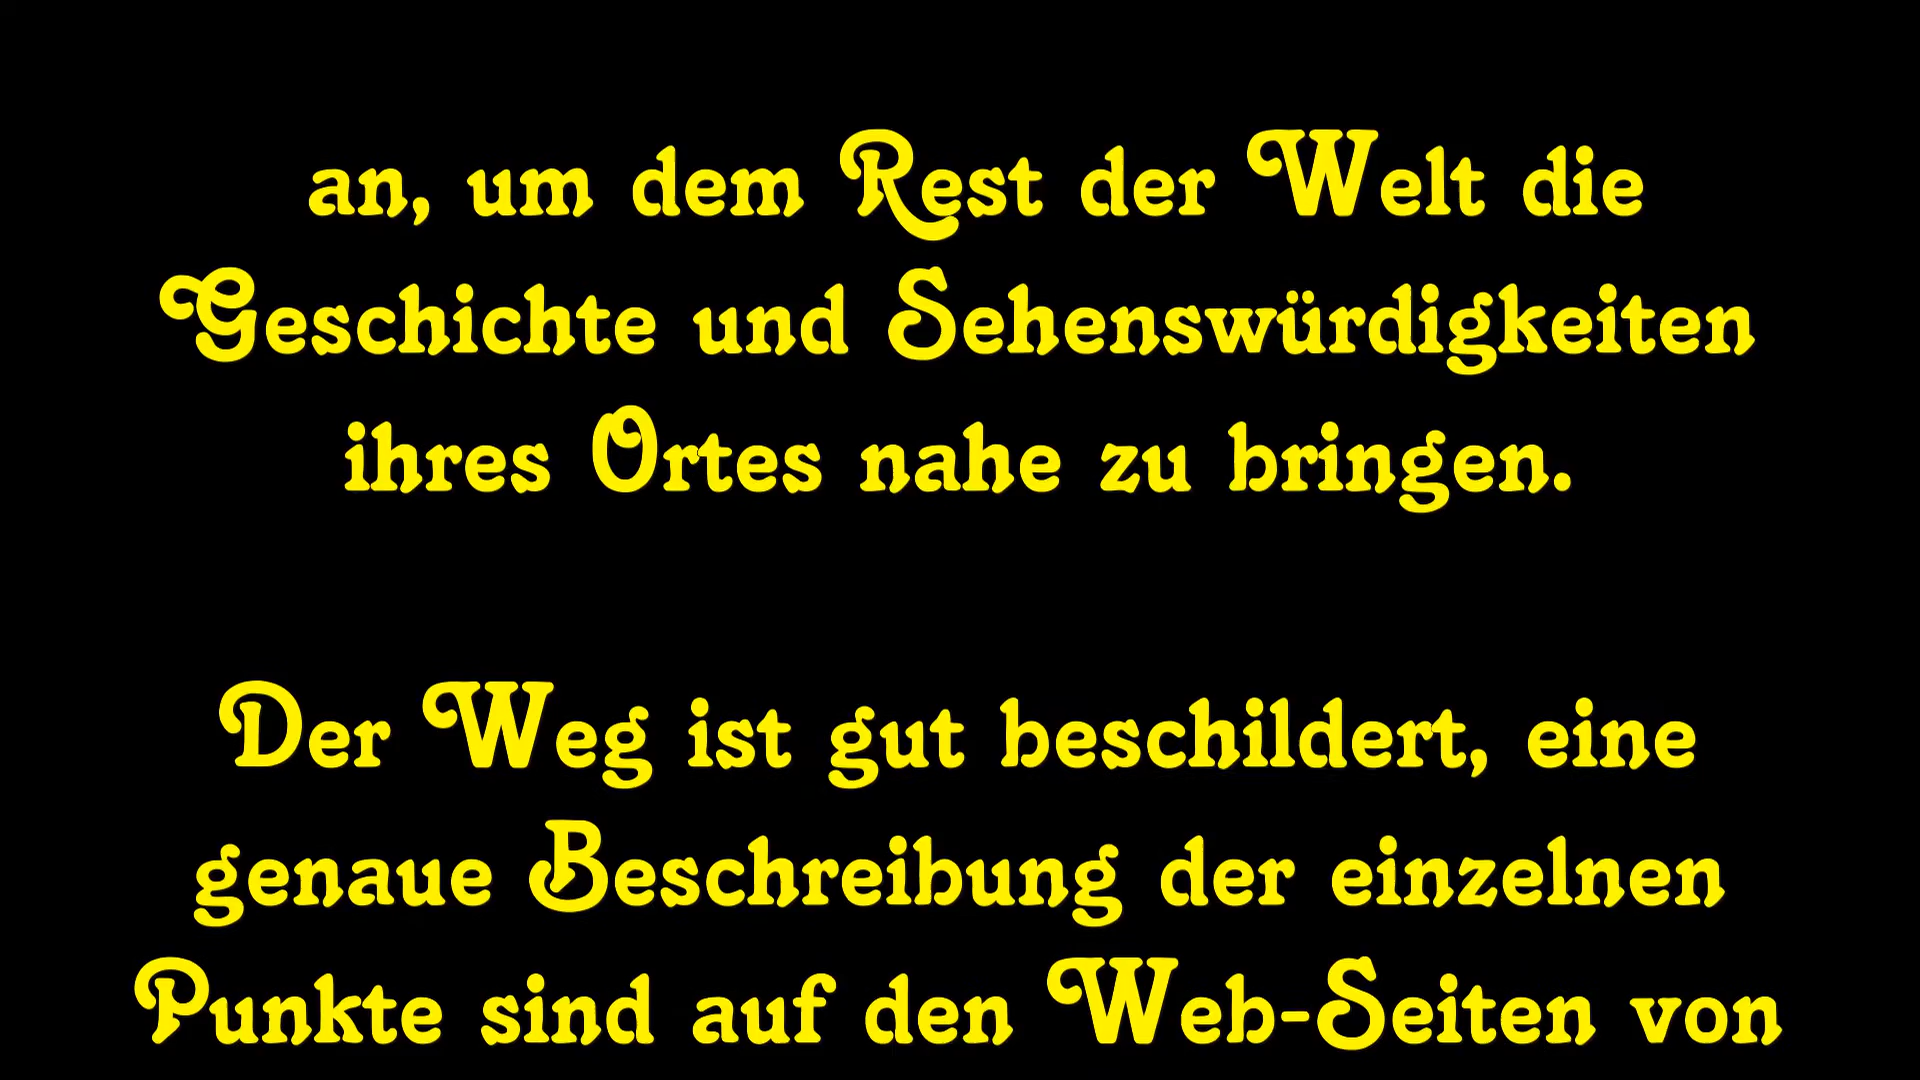 an, um dem Rest der Welt die
Geschichte und Sehenswürdigkeiten
ihres Ortes nahe zu bringen.
Der Weg ist gut beschildert, eine
genaue Beschreibung der einzelnen
Punkte sind auf den Web-Seiten von